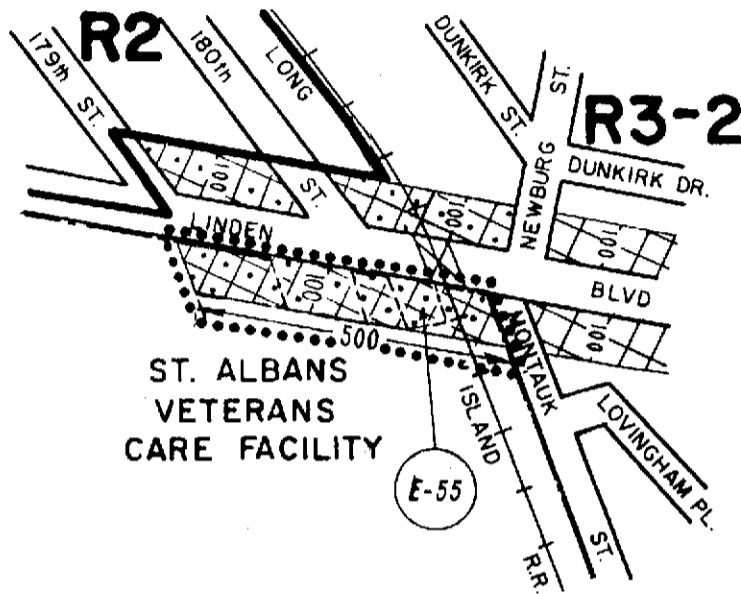 R2
179th ST.
180th ST.
LONG
DUNKIRK ST.
NEWBURG ST.
R3-2
DUNKIRK DR.
100
100
100
LINDEN
BLVD
100
100
500
MONTAUK ST.
ST. ALBANS
VETERANS
CARE FACILITY
ISLAND
R.R.
LOVINGHAM PL.
E-55